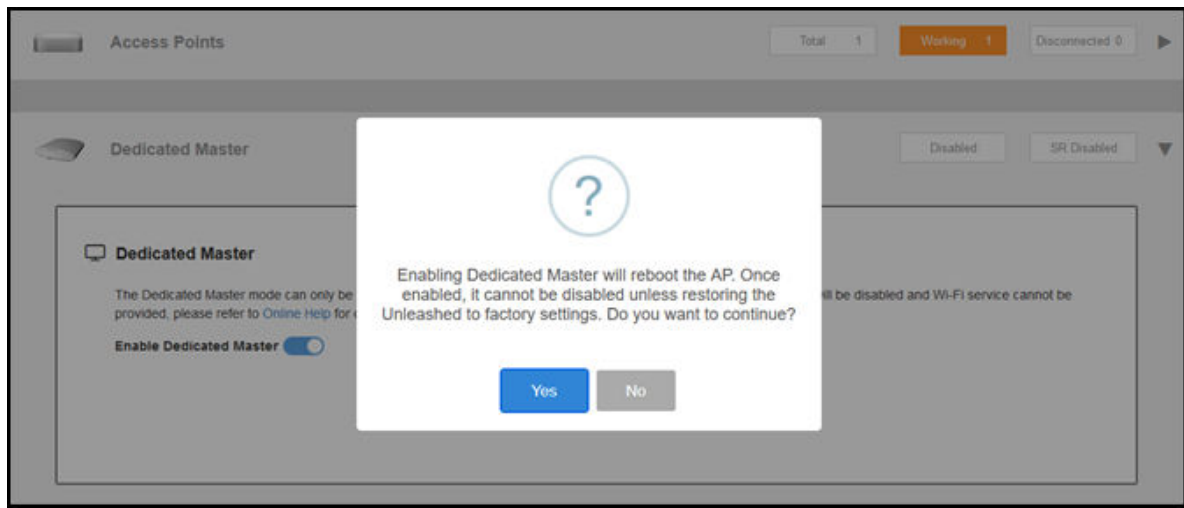 Access Points
Total 1
Working 1
Disconnected 0
Dedicated Master
Disabled
SR Disabled
?
Enabling Dedicated Master will reboot the AP. Once
enabled, it cannot be disabled unless restoring the
Unleashed to factory settings. Do you want to continue?
Yes
No
Dedicated Master
The Dedicated Master mode can only be
be disabled and Wi-Fi service cannot be
provided, please refer to Online Help for
Enable Dedicated Master